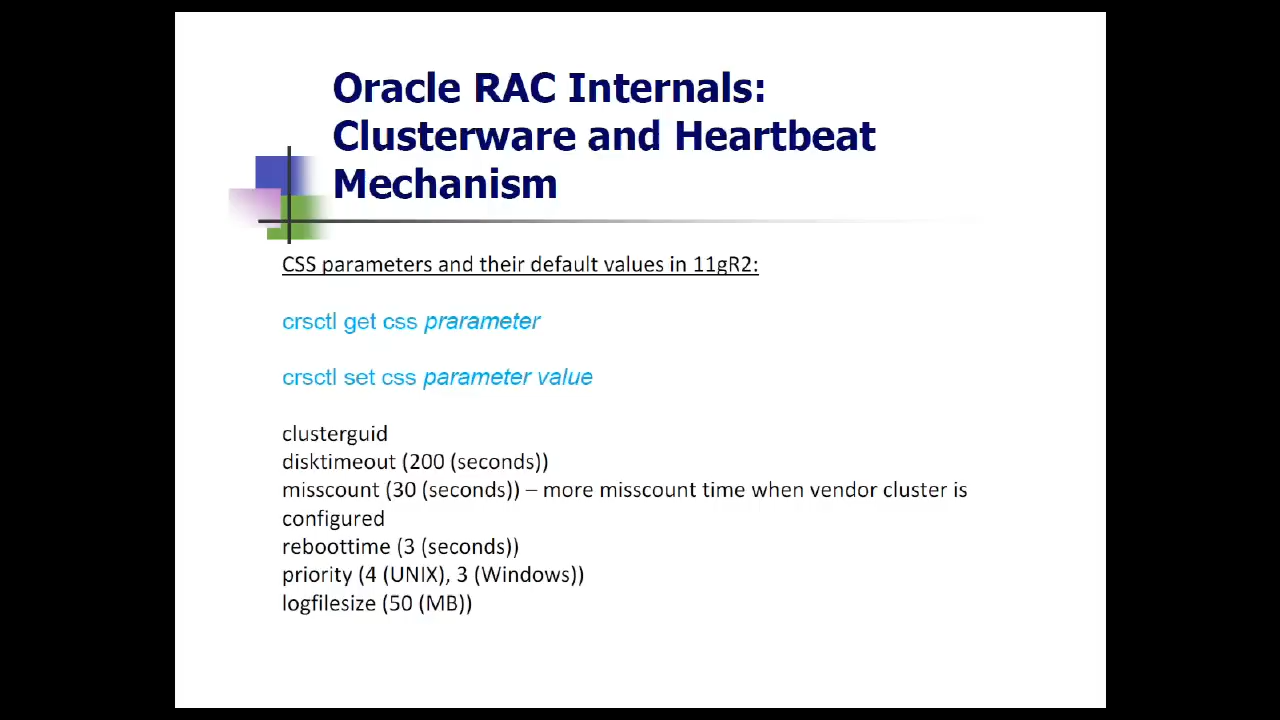 Oracle RAC Internals:
Clusterware and Heartbeat
Mechanism
CSS parameters and their default values in 11gR2:
crsctl get css prarameter
crsctl set css parameter value
clusterguid
disktimeout (200 (seconds))
misscount (30 (seconds)) – more misscount time when vendor cluster is
configured
reboottime (3 (seconds))
priority (4 (UNIX), 3 (Windows))
logfilesize (50 (MB))